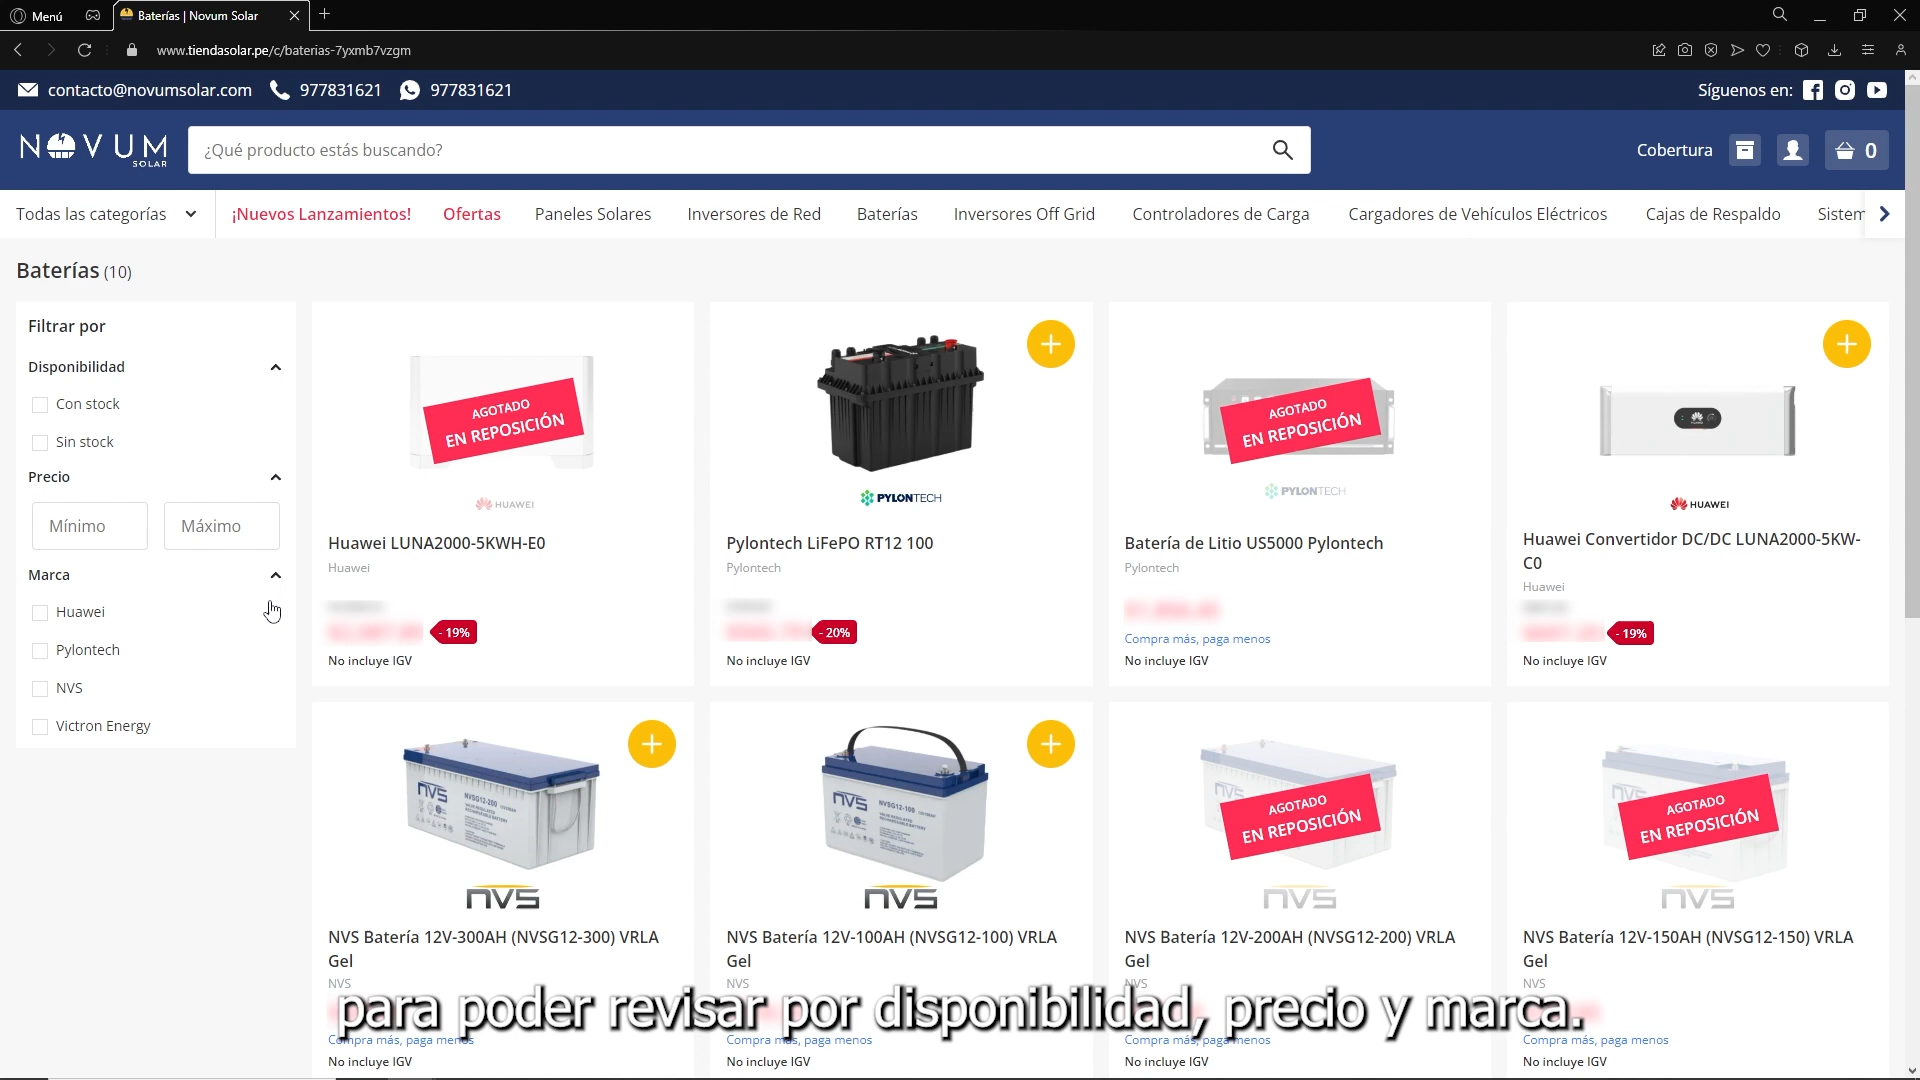 Menú
Baterías | Novum Solar
www.tiendasolar.pe/c/baterias-7yxmb7vzgm
contacto@novumsolar.com 977831621 977831621
Síguenos en:
NOVUM
SOLAR
¿Qué producto estás buscando?
Cobertura
0
Todas las categorías
¡Nuevos Lanzamientos! Ofertas Paneles Solares Inversores de Red Baterías Inversores Off Grid Controladores de Carga Cargadores de Vehículos Eléctricos Cajas de Respaldo Sistem
Baterías (10)
Filtrar por
Disponibilidad
Con stock
Sin stock
Precio
Mínimo Máximo
Marca
Huawei
Pylontech
NVS
Victron Energy
AGOTADO
EN REPOSICIÓN
HUAWEI
Huawei LUNA2000-5KWH-E0
Huawei
- 19%
No incluye IGV
PYLONTECH
Pylontech LiFePO RT12 100
Pylontech
- 20%
No incluye IGV
AGOTADO
EN REPOSICIÓN
PYLONTECH
Batería de Litio US5000 Pylontech
Pylontech
Compra más, paga menos
No incluye IGV
HUAWEI
Huawei Convertidor DC/DC LUNA2000-5KW-
C0
Huawei
- 19%
No incluye IGV
NVS
NVSG12-200
NVS
NVS Batería 12V-300AH (NVSG12-300) VRLA
Gel
NVS
Compra más, paga menos
No incluye IGV
NVS
NVSG12-100
NVS
NVS Batería 12V-100AH (NVSG12-100) VRLA
Gel
NVS
Compra más, paga menos
No incluye IGV
NVS
AGOTADO
EN REPOSICIÓN
NVS
NVS Batería 12V-200AH (NVSG12-200) VRLA
Gel
NVS
Compra más, paga menos
No incluye IGV
AGOTADO
EN REPOSICIÓN
NVS
NVS Batería 12V-150AH (NVSG12-150) VRLA
Gel
Compra más, paga menos
No incluye IGV
para poder revisar por disponibilidad, precio y marca.